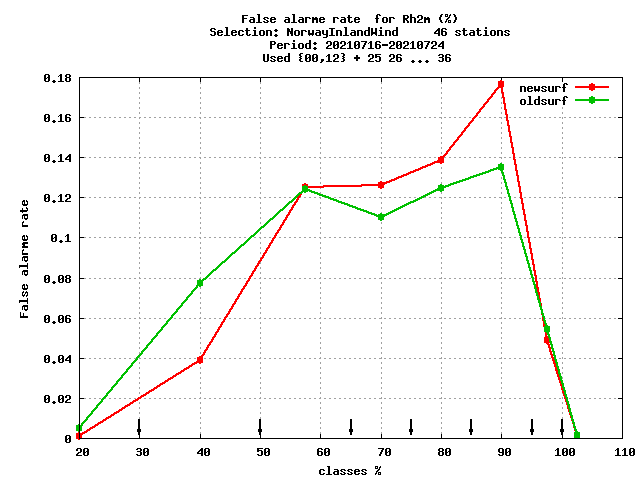 False alarme rate  for Rh2m (%)
Selection: NorwayInlandWind     46 stations
Period: 20210716-20210724
Used {00,12} + 25 26 ... 36
newsurf
oldsurf
0.18
0.16
0.14
0.12
0.1
0.08
0.06
0.04
0.02
0
False alarme rate
20 30 40 50 60 70 80 90 100 110
classes %